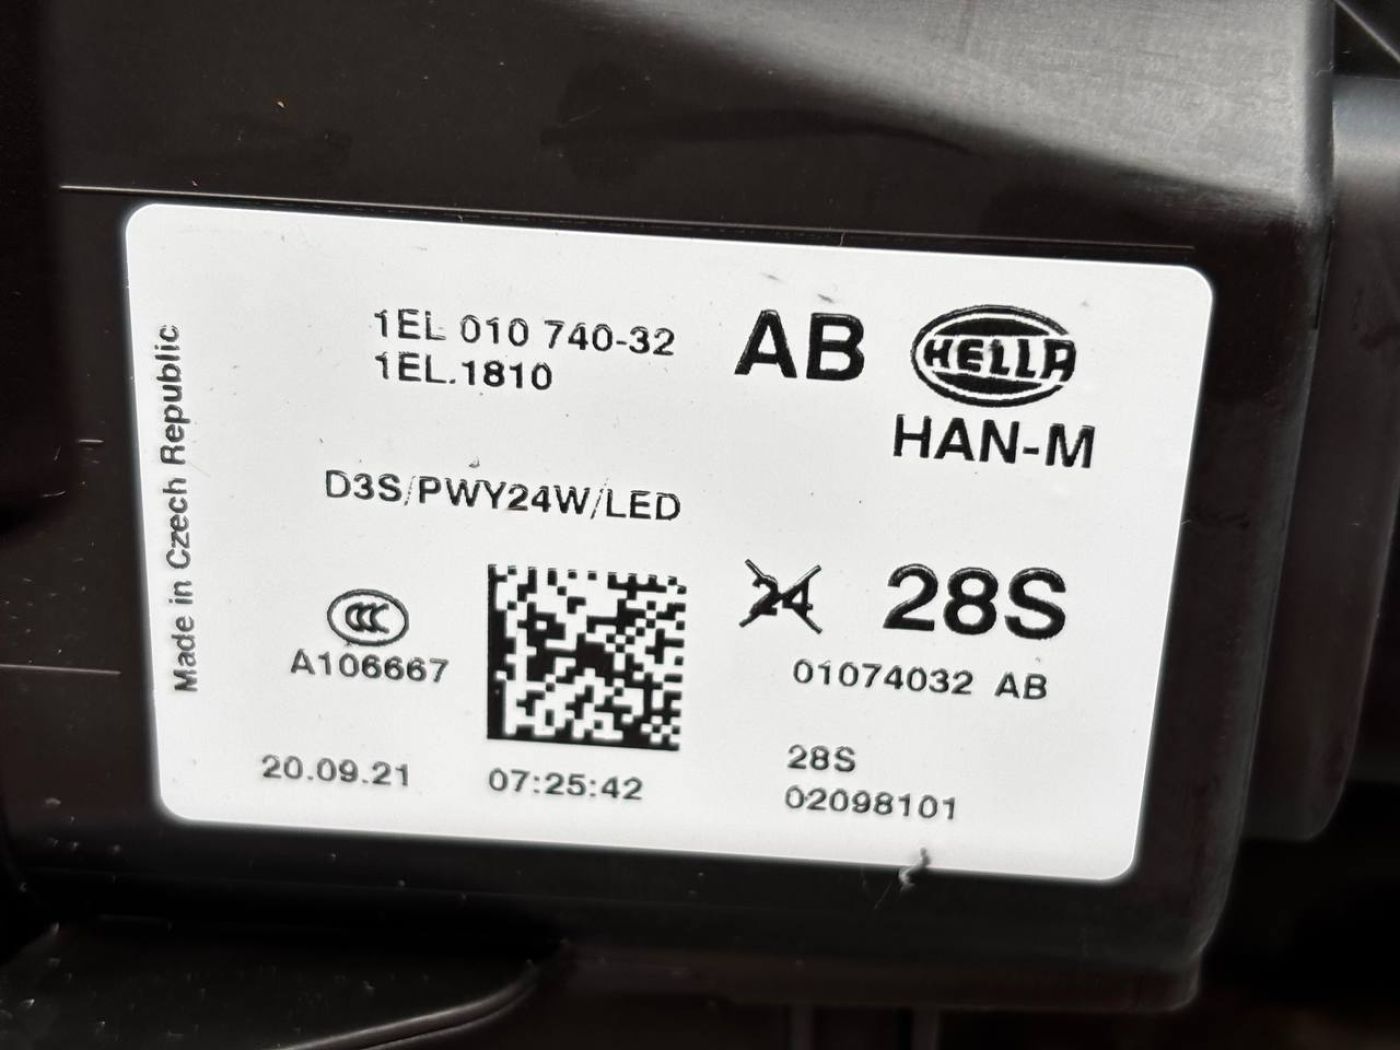 1EL 010 740-32
1EL.1810
AB
HELLA
HAN-M
Made in Czech Republic
D3S/PWY24W/LED
CCC
A106667
24
28S
01074032 AB
20.09.21
07:25:42
28S
02098101